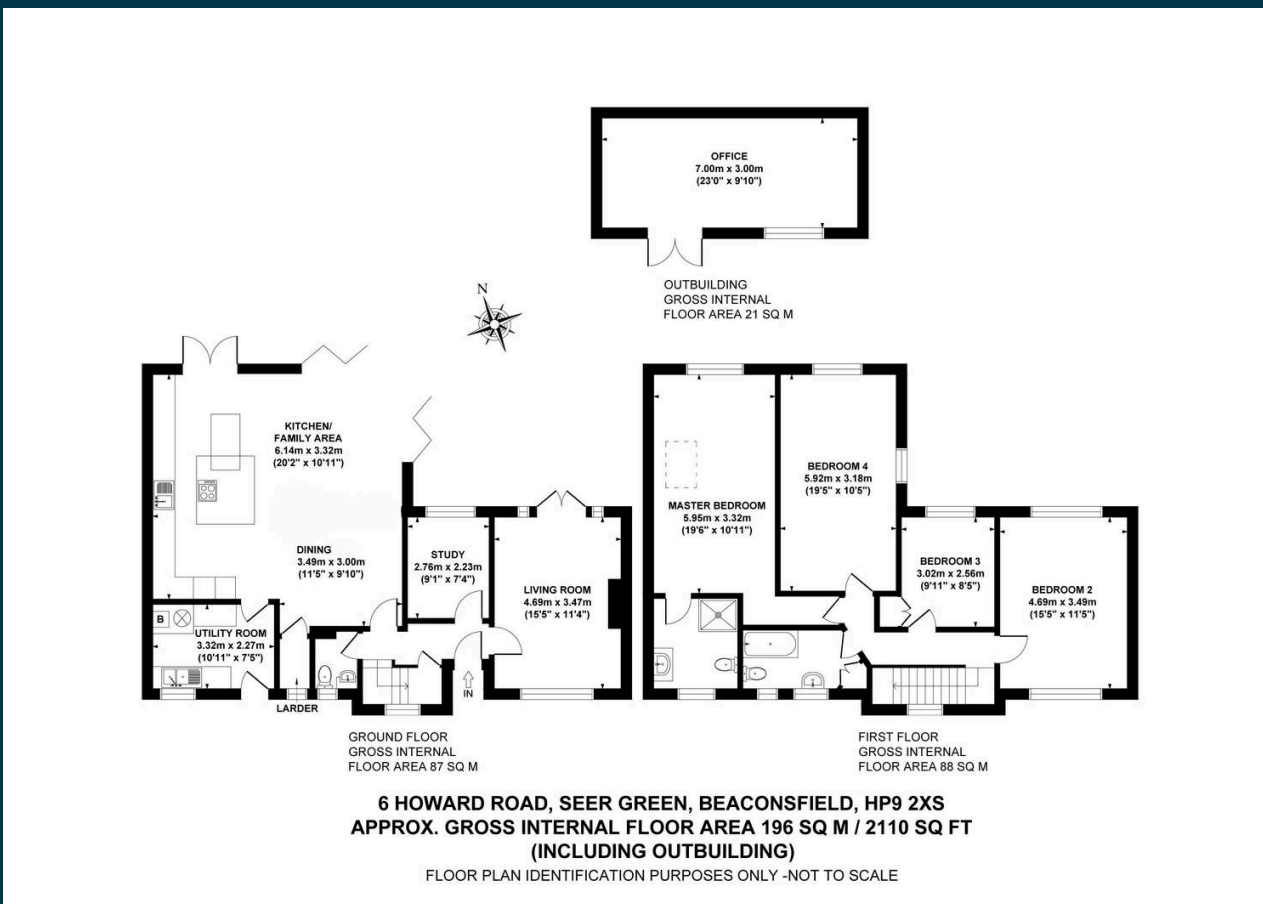 OFFICE
7.00m x 3.00m
(23'0" x 9'10")
OUTBUILDING
GROSS INTERNAL
FLOOR AREA 21 SQ M
N
KITCHEN/
FAMILY AREA
6.14m x 3.32m
(20'2" x 10'11")
DINING
3.49m x 3.00m
(11'5" x 9'10")
STUDY
2.76m x 2.23m
(9'1" x 7'4")
LIVING ROOM
4.69m x 3.47m
(15'5" x 11'4")
B
UTILITY ROOM
3.32m x 2.27m
(10'11" x 7'5")
LARDER
IN
GROUND FLOOR
GROSS INTERNAL
FLOOR AREA 87 SQ M
MASTER BEDROOM
5.95m x 3.32m
(19'6" x 10'11")
BEDROOM 4
5.92m x 3.18m
(19'5" x 10'5")
BEDROOM 3
3.02m x 2.56m
(9'11" x 8'5")
BEDROOM 2
4.69m x 3.49m
(15'5" x 11'5")
FIRST FLOOR
GROSS INTERNAL
FLOOR AREA 88 SQ M
6 HOWARD ROAD, SEER GREEN, BEACONSFIELD, HP9 2XS
APPROX. GROSS INTERNAL FLOOR AREA 196 SQ M / 2110 SQ FT
(INCLUDING OUTBUILDING)
FLOOR PLAN IDENTIFICATION PURPOSES ONLY -NOT TO SCALE